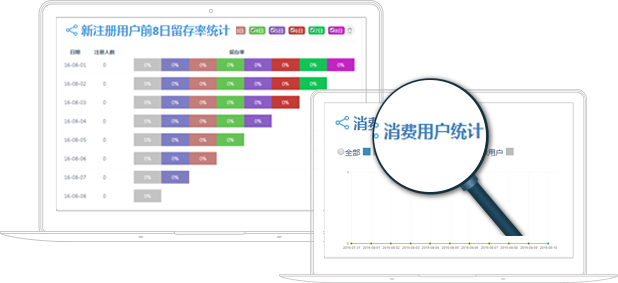 新注册用户前8日留存率统计
日期 注册人数 留存率
16-08-01 0 0% 0% 0% 0% 0% 0% 0% 0%
16-08-02 0 0% 0% 0% 0% 0% 0% 0%
16-08-03 0 0% 0% 0% 0% 0% 0%
16-08-04 0 0% 0% 0% 0% 0%
16-08-05 0 0% 0% 0% 0%
16-08-06 0 0% 0% 0%
16-08-07 0 0% 0%
16-08-08 0 0%
消费
消费用户统计
全部
用户